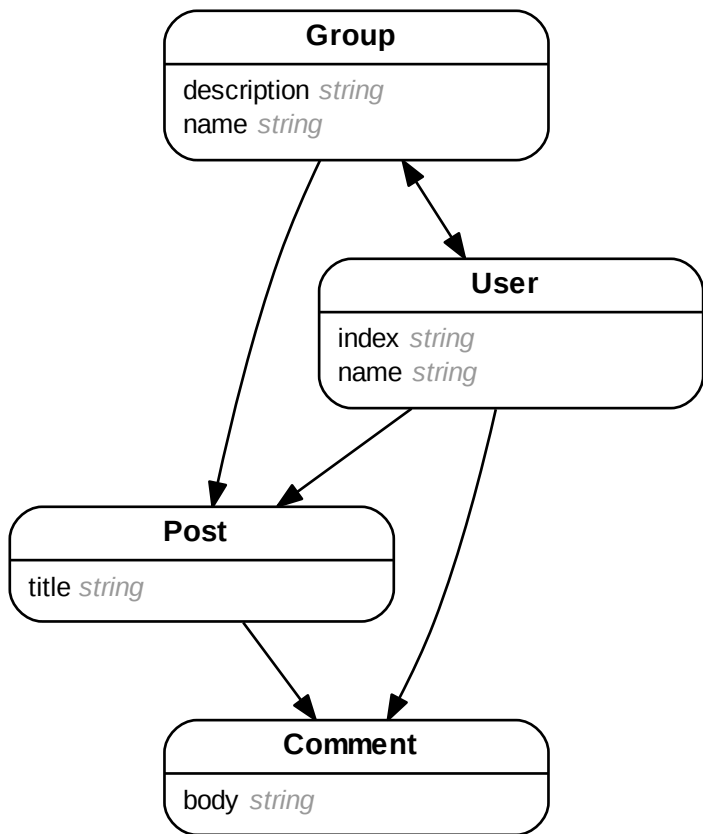 Group
description string
name string
User
index string
name string
Post
title string
Comment
body string